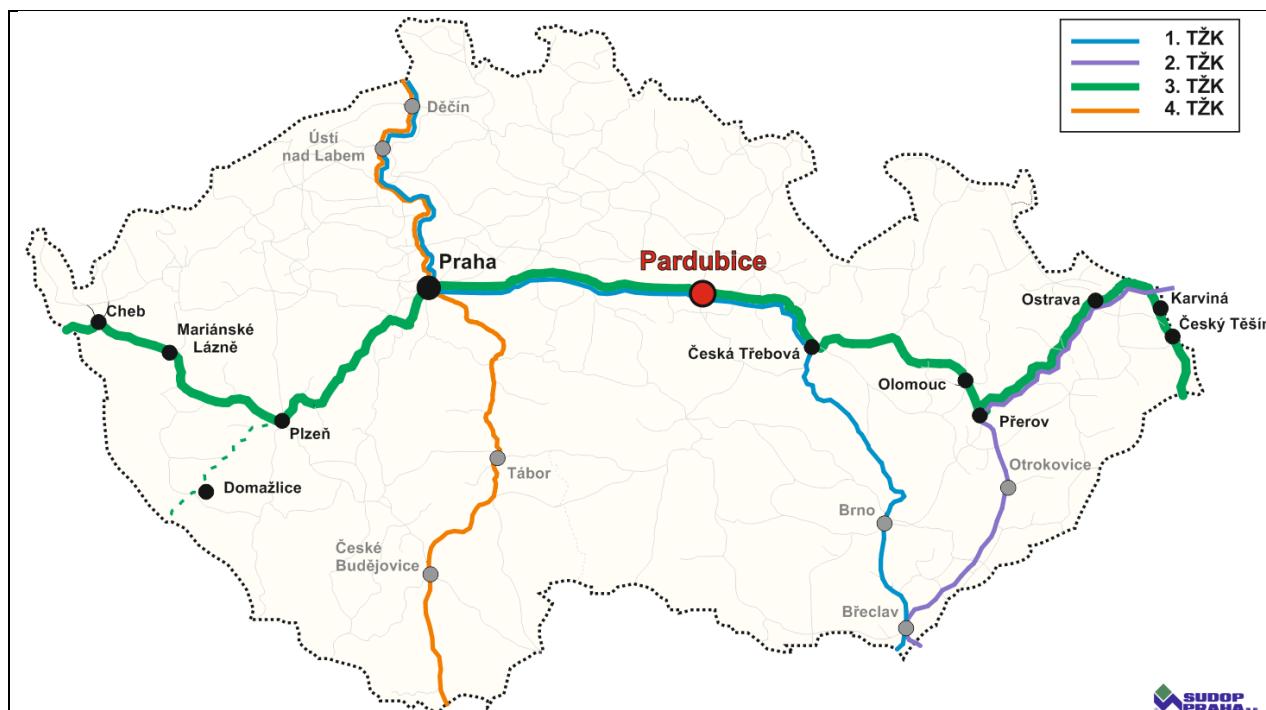 1. TŽK
2. TŽK
3. TŽK
4. TŽK
Děčín
Ústí
nad Labem
Praha
Pardubice
Cheb
Mariánské
Lázně
Plzeň
Domažlice
Tábor
České
Budějovice
Česká Třebová
Olomouc
Přerov
Ostrava
Karviná
Český Těšín
Otrokovice
Brno
Břeclav
SUDOP
PRAHA